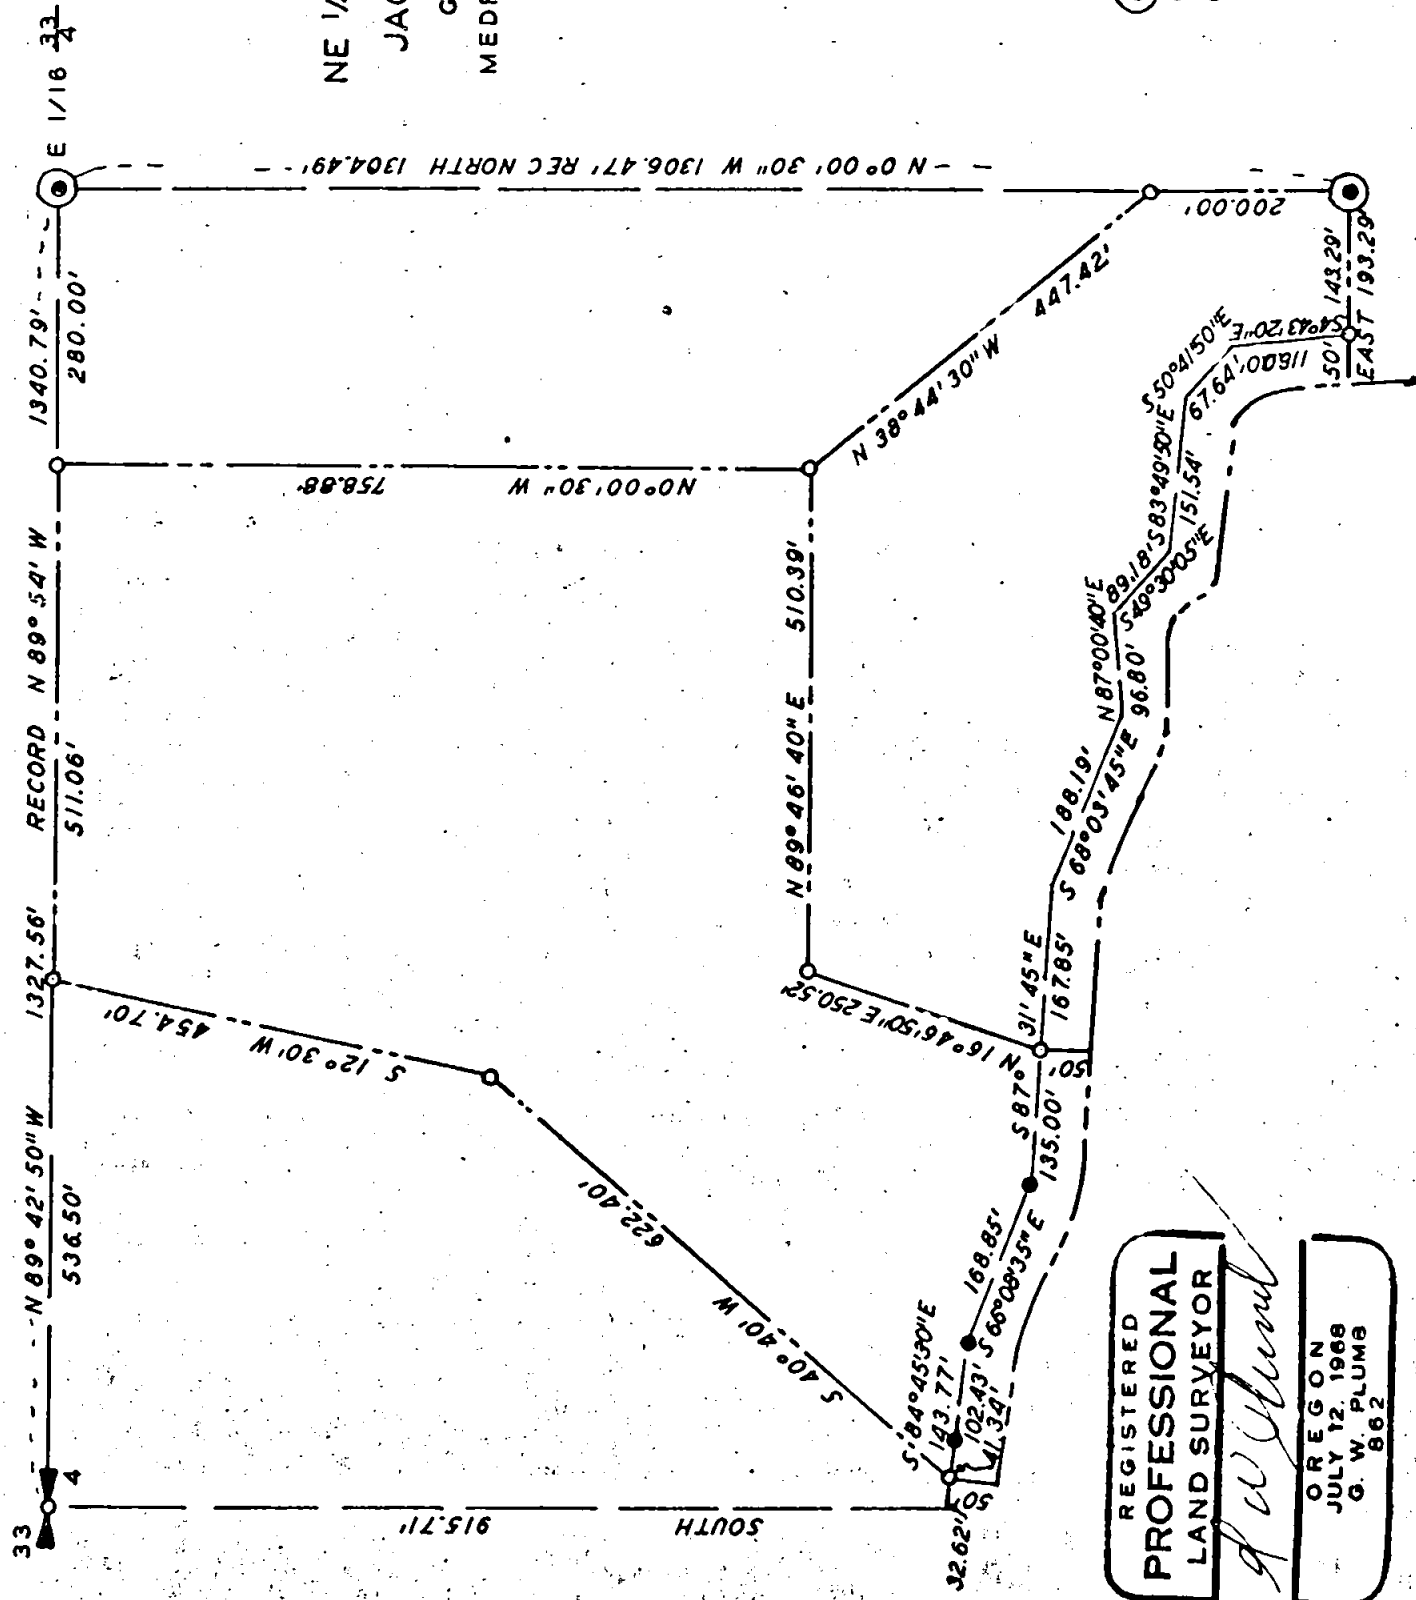 E 1/16 33/4
NE 1/
JAC
G
MEDF
1340.79'
280.00'
N 0° 00' 30" W 1306.47' REC NORTH 1304.49'
200.00'
447.42'
N 38° 44' 30" W
143.29'
EAST 193.29'
50'
S 4°43'20"E
118.00'
S 50°41'50"E
67.64'
S 83°49'50"E
151.54'
89.18'
S 49°30'05"E
N 87°00'40"E
96.80'
188.19'
S 68°03'45"E
RECORD N 89° 54' W
511.06'
758.88'
N 0° 00' 30" W
510.39'
N 89° 46' 40" E
1327.56'
N 16°46'50"E 250.52'
S 87° 31' 45" E
167.85'
50'
135.00'
454.70'
S 12° 30' W
N 89° 42' 50" W
536.50'
622.40'
S 40° 40' W
168.85'
S 66°08'35" E
S 84°45'30"E
143.77'
102.43'
41.34'
50'
32.62'
33
4
915.71'
SOUTH
REGISTERED
PROFESSIONAL
LAND SURVEYOR
G W Plumb
OREGON
JULY 12, 1968
G. W. PLUMB
862